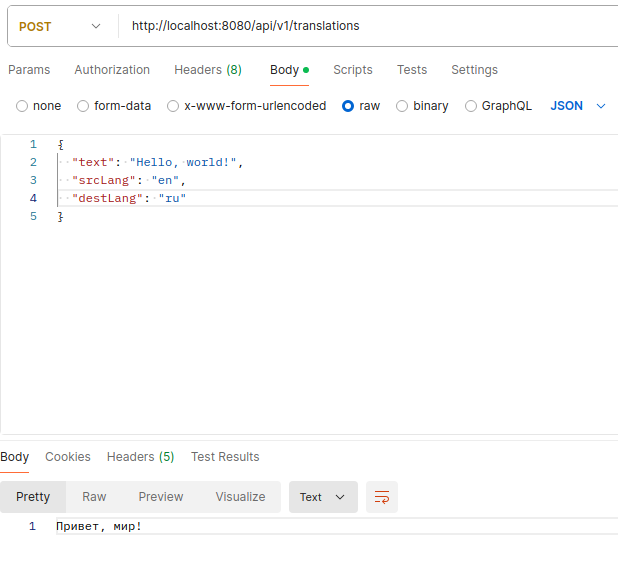 POST http://localhost:8080/api/v1/translations
Params Authorization Headers (8) Body Scripts Tests Settings
none form-data x-www-form-urlencoded raw binary GraphQL JSON
1 {
2 "text": "Hello, world!",
3 "srcLang": "en",
4 "destLang": "ru"
5 }
Body Cookies Headers (5) Test Results
Pretty Raw Preview Visualize Text
1 Привет, мир!